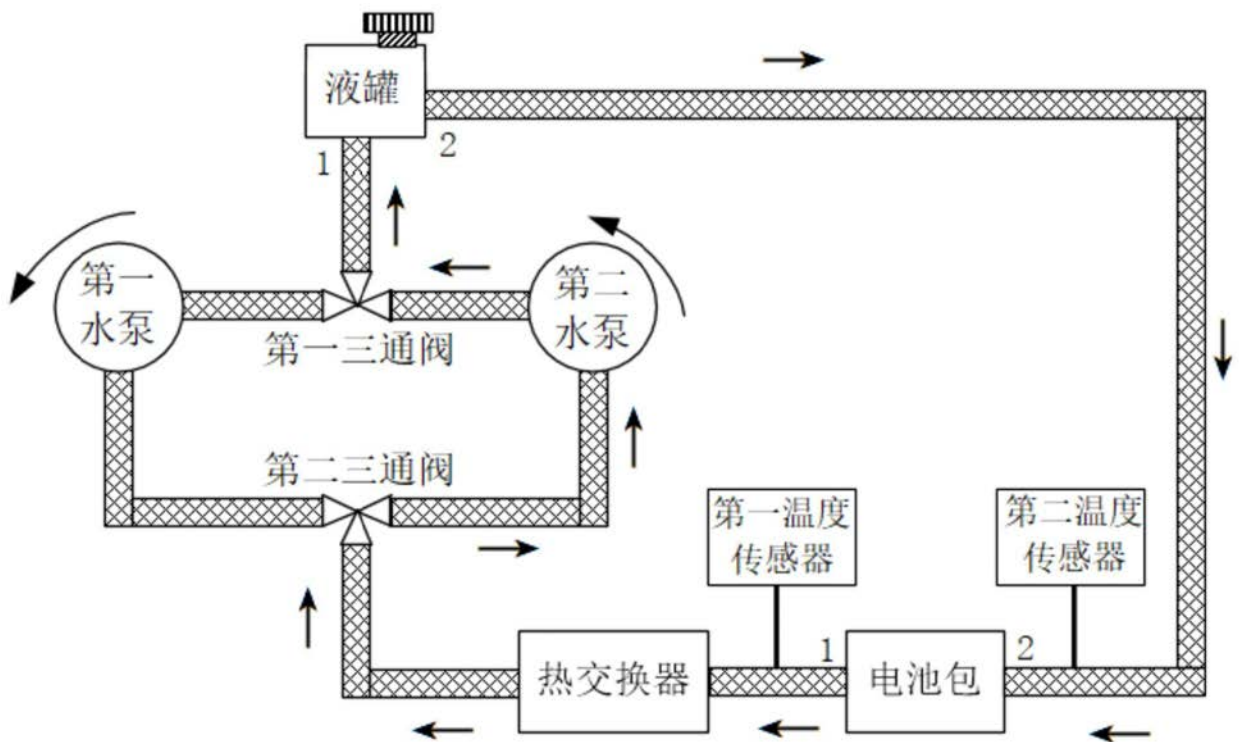 液罐
1
2
第一
水泵
第二
水泵
第一三通阀
第二三通阀
第一温度
传感器
第二温度
传感器
热交换器
1
电池包
2